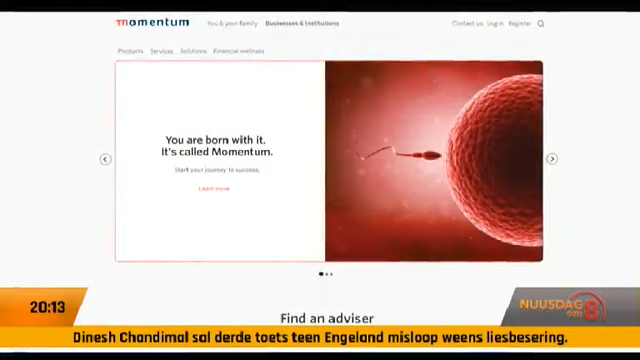 momentum
You & your family Businesses & Institutions
Contact us Log in Register
Products Services Solutions Financial wellness
You are born with it.
It's called Momentum.
Start your journey to success.
Learn more
Find an adviser
20:13
NUUSDAG
om 8
Dinesh Chandimal sal derde toets teen Engeland misloop weens liesbesering.